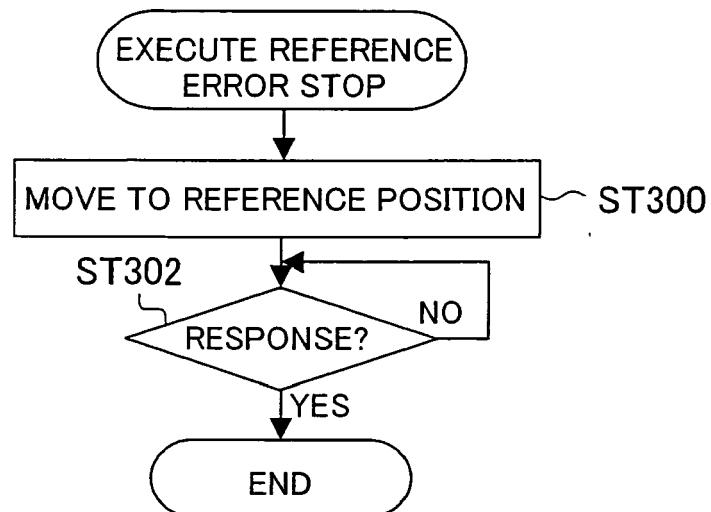 EXECUTE REFERENCE
ERROR STOP
MOVE TO REFERENCE POSITION
ST300
ST302
RESPONSE?
NO
YES
END